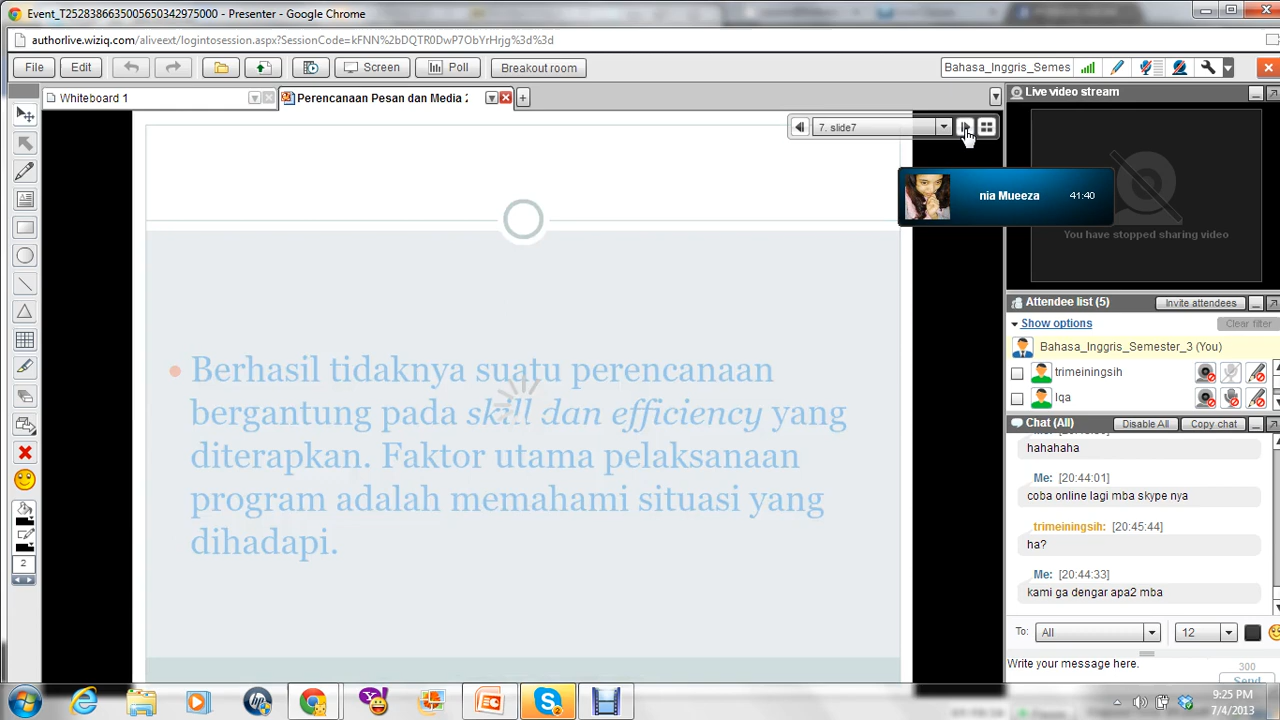 Event_T2528386635005650342975000 - Presenter - Google Chrome
authorlive.wiziq.com/aliveext/logintosession.aspx?SessionCode=kFNN%2bDQTR0DwP7ObYrHrjg%3d%3d
File Edit Screen Poll Breakout room Bahasa_Inggris_Semes
Whiteboard 1 Perencanaan Pesan dan Media 2
7. slide7
Live video stream
nia Mueeza 41:40
You have stopped sharing video
Attendee list (5) Invite attendees
Show options Clear filter
Bahasa_Inggris_Semester_3 (You)
trimeiningsih
Iqa
Chat (All) Disable All Copy chat
hahahaha
Me: [20:44:01]
coba online lagi mba skype nya
trimeiningsih: [20:45:44]
ha?
Me: [20:44:33]
kami ga dengar apa2 mba
To: All 12
Write your message here. 300
Send
Berhasil tidaknya suatu perencanaan
bergantung pada skill dan efficiency yang
diterapkan. Faktor utama pelaksanaan
program adalah memahami situasi yang
dihadapi.
2
9:25 PM
7/4/2013